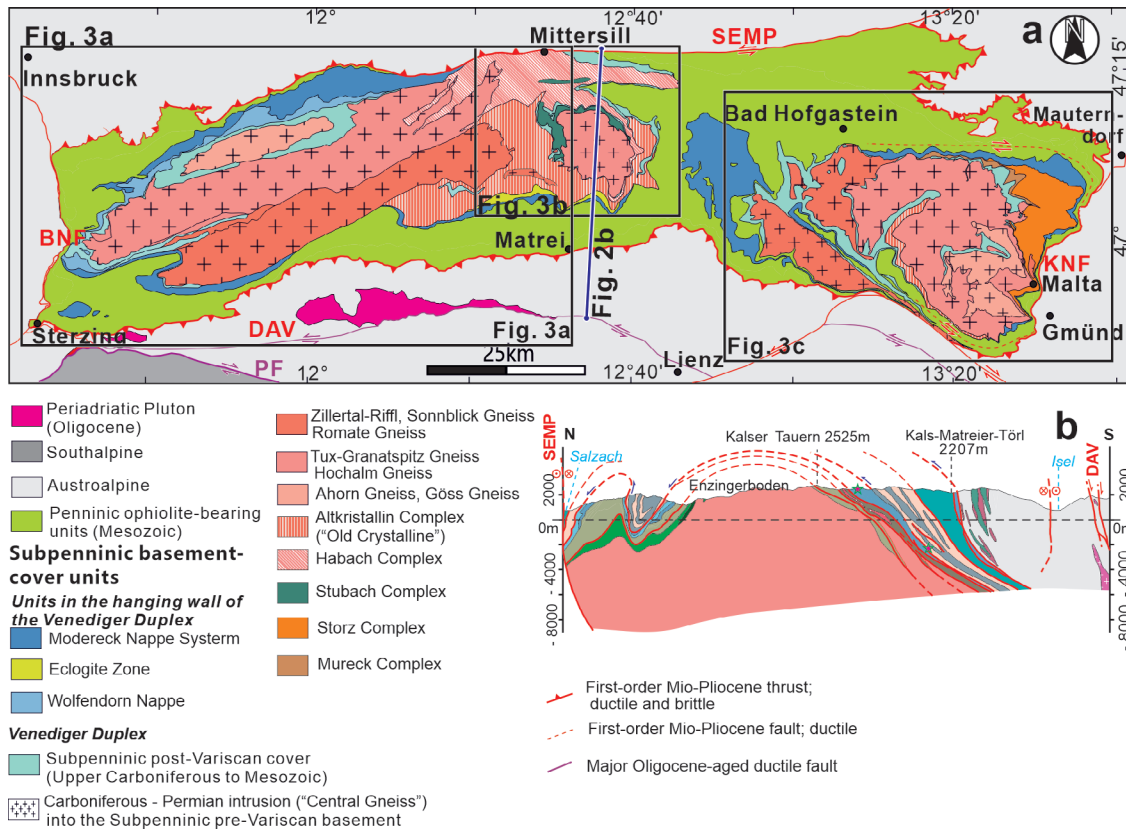 Fig. 3a
12°
12°40'
13°20'
a
N
Innsbruck
Mittersill
SEMP
47°15'
Bad Hofgastein
Mautern-
dorf
Fig. 3b
BNF
Matrei
Fig. 2b
47°
KNF
Malta
Sterzind
DAV
Fig. 3a
Gmünd
PF
25km
Lienz
Fig. 3c
12°
12°40'
13°20'
Periadriatic Pluton
(Oligocene)
Southalpine
Austroalpine
Penninic ophiolite-bearing
units (Mesozoic)
Subpenninic basement-
cover units
Units in the hanging wall of
the Venediger Duplex
Modereck Nappe Systerm
Eclogite Zone
Wolfendorn Nappe
Venediger Duplex
Subpenninic post-Variscan cover
(Upper Carboniferous to Mesozoic)
Carboniferous - Permian intrusion ("Central Gneiss")
into the Subpenninic pre-Variscan basement
Zillertal-Riffl, Sonnblick Gneiss
Romate Gneiss
Tux-Granatspitz Gneiss
Hochalm Gneiss
Ahorn Gneiss, Göss Gneiss
Altkristallin Complex
("Old Crystalline")
Habach Complex
Stubach Complex
Storz Complex
Mureck Complex
b
SEMP
N
Salzach
Kalser Tauern 2525m
Kals-Matreier-Törl
2207m
S
Isel
DAV
Enzingerboden
2000
0m
- 4000
- 8000
2000
0m
- 4000
- 8000
First-order Mio-Pliocene thrust;
ductile and brittle
First-order Mio-Pliocene fault; ductile
Major Oligocene-aged ductile fault